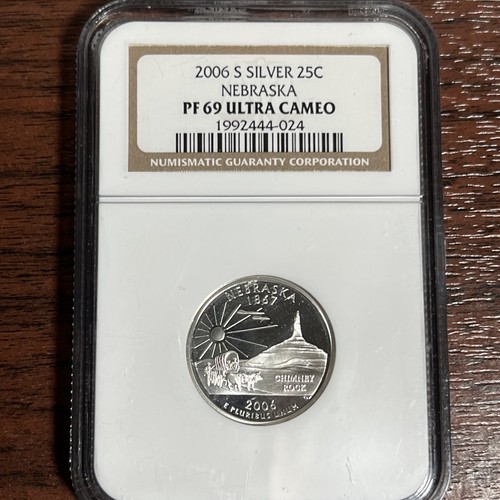 2006 S SILVER 25C
NEBRASKA
PF 69 ULTRA CAMEO
1992444-024
NUMISMATIC GUARANTY CORPORATION
NEBRASKA
1867
CHIMNEY
ROCK
2006
E PLURIBUS UNUM